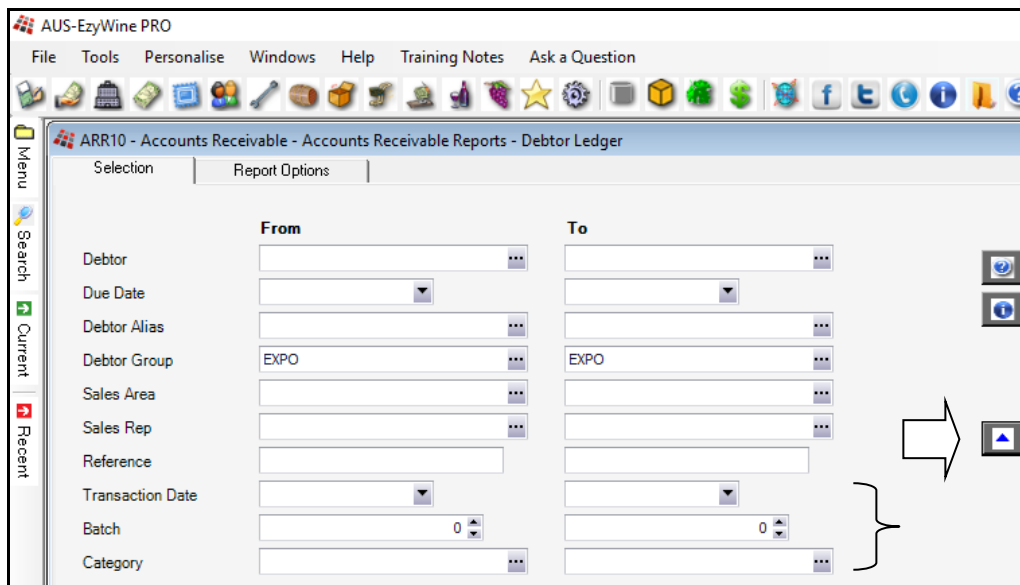 AUS-EzyWine PRO
File Tools Personalise Windows Help Training Notes Ask a Question
ARR10 - Accounts Receivable - Accounts Receivable Reports - Debtor Ledger
Menu
Search
Current
Recent
Selection Report Options
From To
Debtor
Due Date
Debtor Alias
Debtor Group EXPO EXPO
Sales Area
Sales Rep
Reference
Transaction Date
Batch 0 0
Category